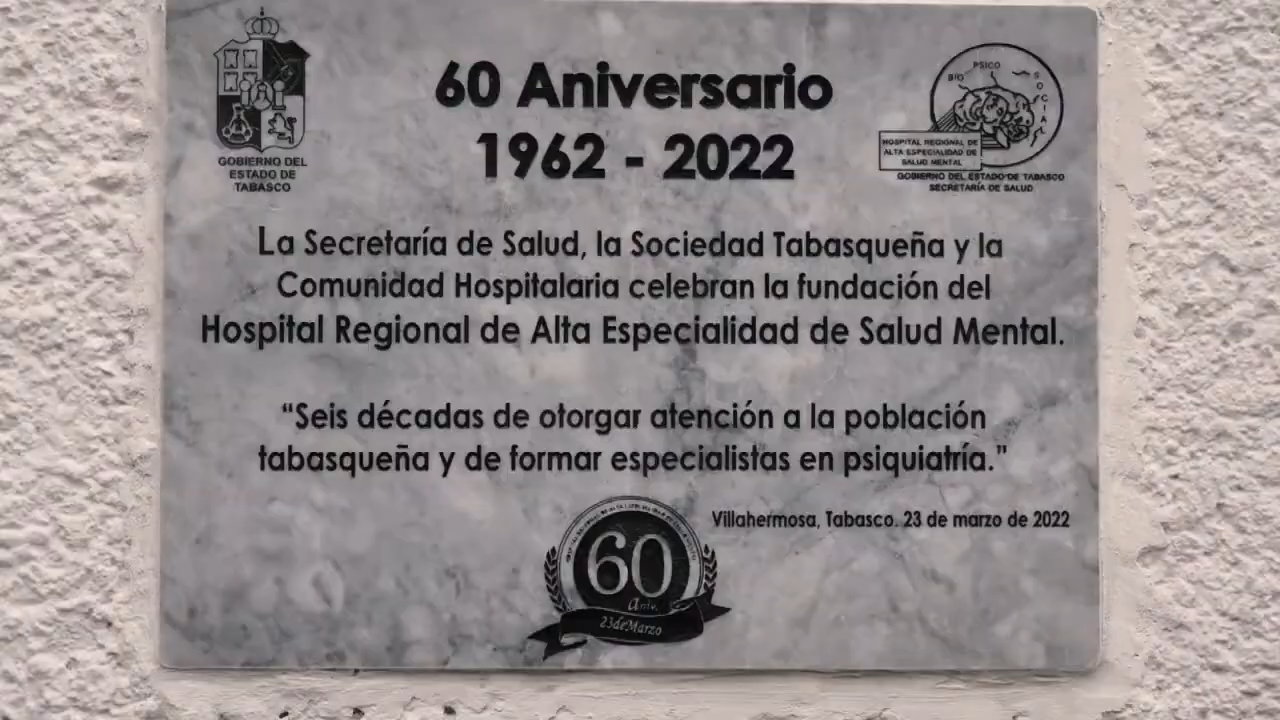 60 Aniversario
1962 - 2022
GOBIERNO DEL
ESTADO DE
TABASCO
BIO PSICO SOCIAL
HOSPITAL REGIONAL DE
ALTA ESPECIALIDAD DE
SALUD MENTAL
GOBIERNO DEL ESTADO DE TABASCO
SECRETARÍA DE SALUD
La Secretaría de Salud, la Sociedad Tabasqueña y la
Comunidad Hospitalaria celebran la fundación del
Hospital Regional de Alta Especialidad de Salud Mental.
“Seis décadas de otorgar atención a la población
tabasqueña y de formar especialistas en psiquiatría.”
Villahermosa, Tabasco. 23 de marzo de 2022
60
Aniv.
23 de Marzo